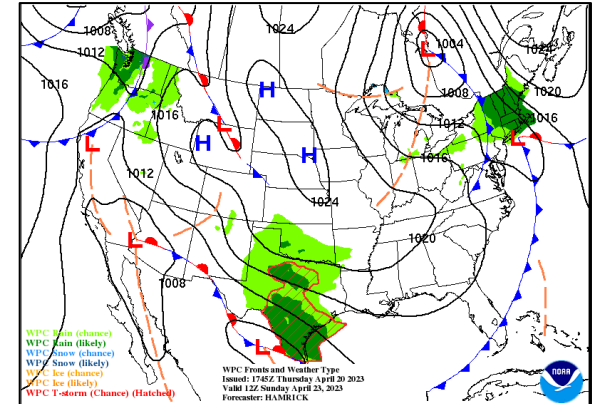 1008
1024
1012
1004
1024
1016
1008
1020
1016
1012
1016
1016
1012
1024
1020
1008
L
L
L
L
L
L
H
H
H
WPC Rain (chance)
WPC Rain (likely)
WPC Snow (chance)
WPC Snow (likely)
WPC Ice (chance)
WPC Ice (likely)
WPC T-storm (Chance) (Hatched)
WPC Fronts and Weather Type
Issued: 1745Z Thursday April 20 2023
Valid 12Z Sunday April 23, 2023
Forecaster: HAMRICK
NOAA